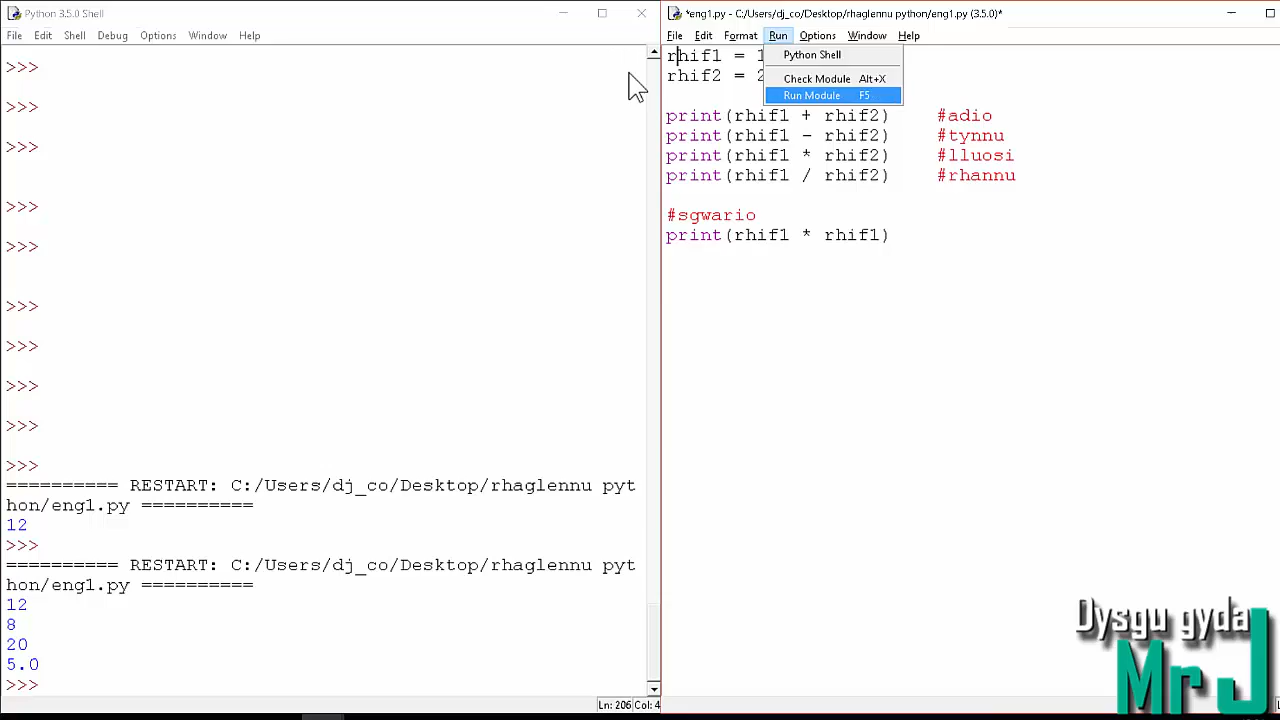 Python 3.5.0 Shell
File Edit Shell Debug Options Window Help
>>>
>>>
>>>
>>>
>>>
>>>
>>>
>>>
>>>
>>>
========== RESTART: C:/Users/dj_co/Desktop/rhaglennu pyt
hon/eng1.py ==========
12
>>>
========== RESTART: C:/Users/dj_co/Desktop/rhaglennu pyt
hon/eng1.py ==========
12
8
20
5.0
>>>
Ln: 206 Col: 4
*eng1.py - C:/Users/dj_co/Desktop/rhaglennu python/eng1.py (3.5.0)*
File Edit Format Run Options Window Help
rhif1 = 1
rhif2 = 2
Python Shell
Check Module Alt+X
Run Module F5
print(rhif1 + rhif2) #adio
print(rhif1 - rhif2) #tynnu
print(rhif1 * rhif2) #lluosi
print(rhif1 / rhif2) #rhannu
#sgwario
print(rhif1 * rhif1)
Dysgu gyda
Mr J